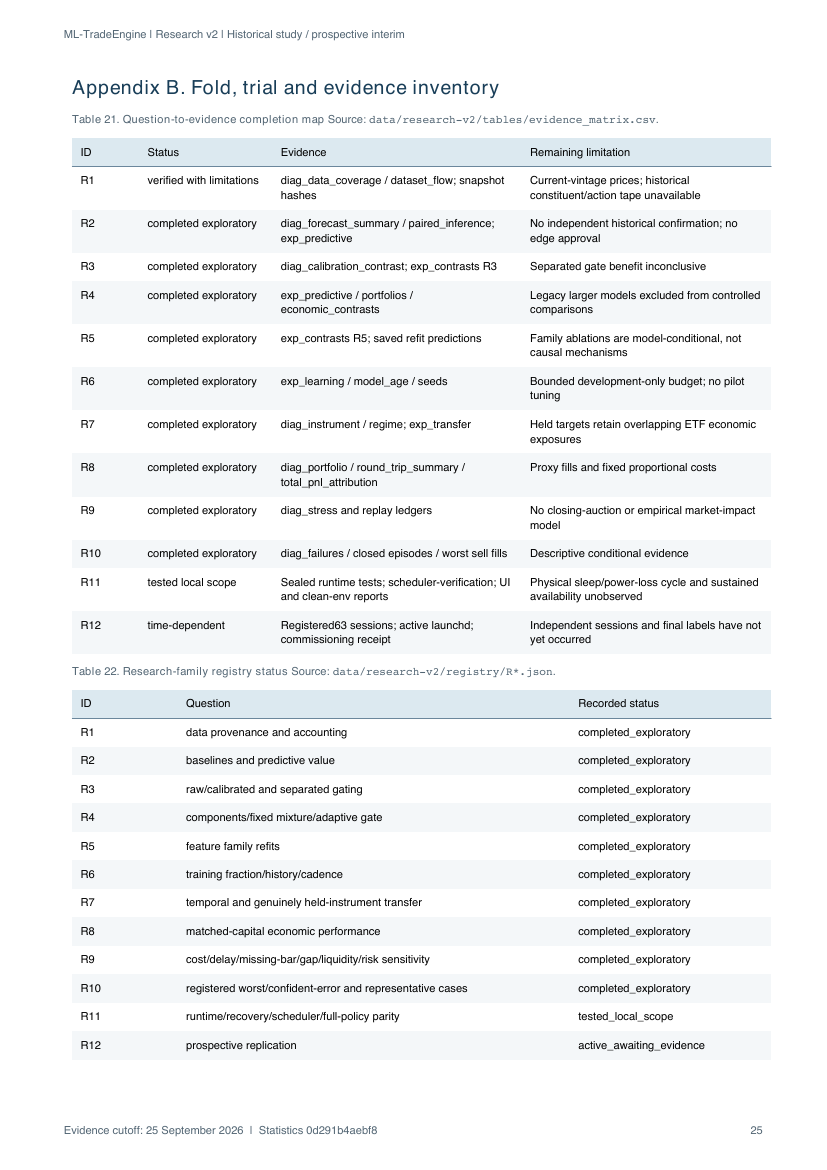 ML-TradeEngine | Research v2 | Historical study / prospective interim
Appendix B. Fold, trial and evidence inventory
Table 21. Question-to-evidence completion map Source: data/research-v2/tables/evidence_matrix.csv.
ID Status Evidence Remaining limitation
R1 verified with limitations diag_data_coverage / dataset_flow; snapshot Current-vintage prices; historical
hashes constituent/action tape unavailable
R2 completed exploratory diag_forecast_summary / paired_inference; No independent historical confirmation; no
exp_predictive edge approval
R3 completed exploratory diag_calibration_contrast; exp_contrasts R3 Separated gate benefit inconclusive
R4 completed exploratory exp_predictive / portfolios / Legacy larger models excluded from controlled
economic_contrasts comparisons
R5 completed exploratory exp_contrasts R5; saved refit predictions Family ablations are model-conditional, not
causal mechanisms
R6 completed exploratory exp_learning / model_age / seeds Bounded development-only budget; no pilot
tuning
R7 completed exploratory diag_instrument / regime; exp_transfer Held targets retain overlapping ETF economic
exposures
R8 completed exploratory diag_portfolio / round_trip_summary / Proxy fills and fixed proportional costs
total_pnl_attribution
R9 completed exploratory diag_stress and replay ledgers No closing-auction or empirical market-impact
model
R10 completed exploratory diag_failures / closed episodes / worst sell fills Descriptive conditional evidence
R11 tested local scope Sealed runtime tests; scheduler-verification; UI Physical sleep/power-loss cycle and sustained
and clean-env reports availability unobserved
R12 time-dependent Registered63 sessions; active launchd; Independent sessions and final labels have not
commissioning receipt yet occurred
Table 22. Research-family registry status Source: data/research-v2/registry/R*.json.
ID Question Recorded status
R1 data provenance and accounting completed_exploratory
R2 baselines and predictive value completed_exploratory
R3 raw/calibrated and separated gating completed_exploratory
R4 components/fixed mixture/adaptive gate completed_exploratory
R5 feature family refits completed_exploratory
R6 training fraction/history/cadence completed_exploratory
R7 temporal and genuinely held-instrument transfer completed_exploratory
R8 matched-capital economic performance completed_exploratory
R9 cost/delay/missing-bar/gap/liquidity/risk sensitivity completed_exploratory
R10 registered worst/confident-error and representative cases completed_exploratory
R11 runtime/recovery/scheduler/full-policy parity tested_local_scope
R12 prospective replication active_awaiting_evidence
Evidence cutoff: 25 September 2026 | Statistics 0d291b4aebf8 25